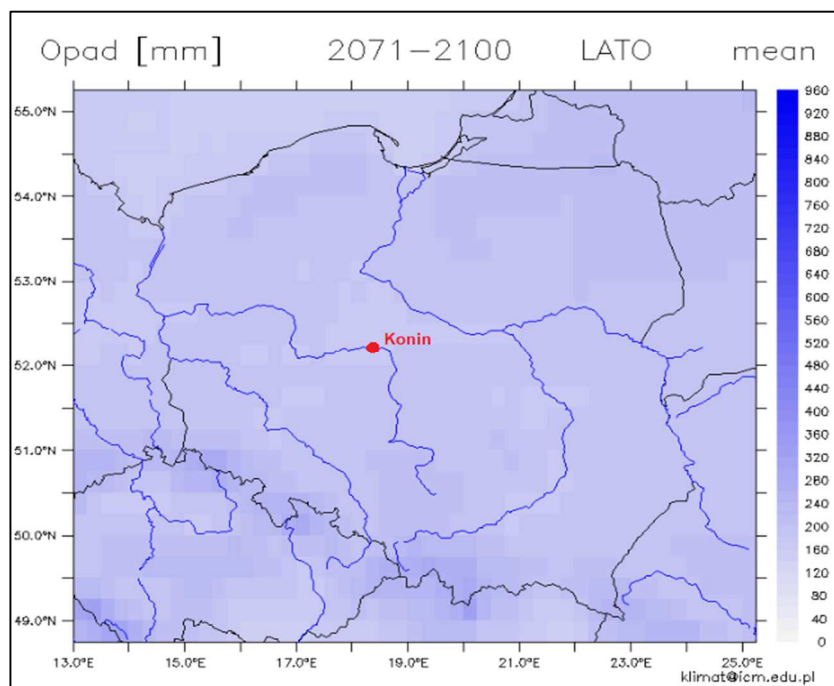 Opad [mm] 2071-2100 LATO mean
55.0°N
54.0°N
53.0°N
52.0°N
51.0°N
50.0°N
49.0°N
Konin
13.0°E 15.0°E 17.0°E 19.0°E 21.0°E 23.0°E 25.0°E
960
920
880
840
800
760
720
680
640
600
560
520
480
440
400
360
320
280
240
200
160
120
80
40
0
klimat@icm.edu.pl